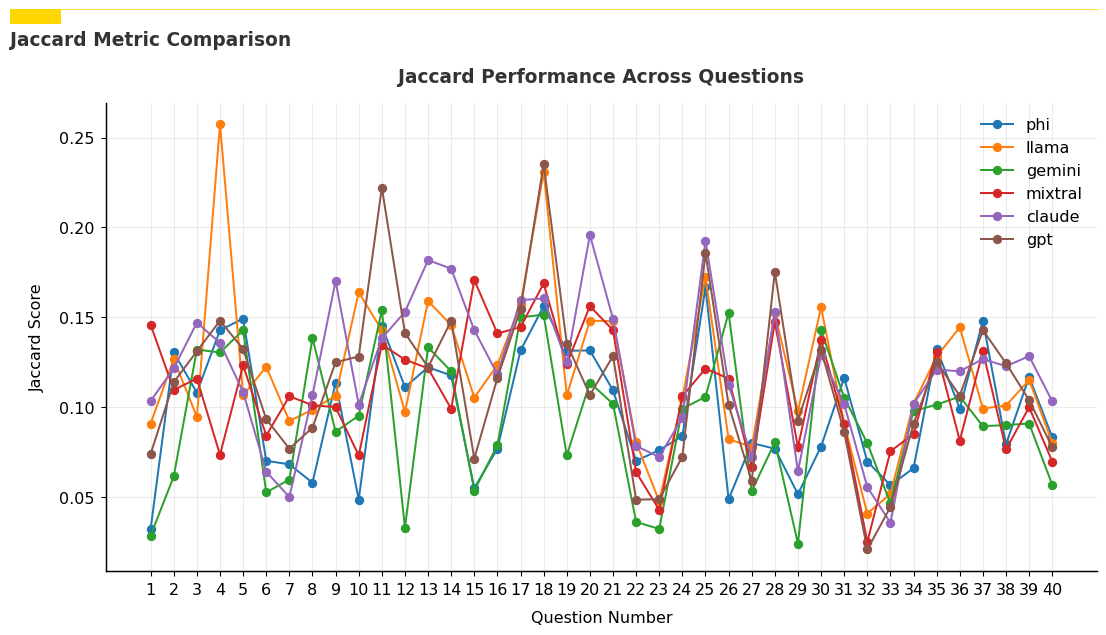 Jaccard Metric Comparison
Jaccard Performance Across Questions
phi
llama
gemini
mixtral
claude
gpt
Jaccard Score
0.25
0.20
0.15
0.10
0.05
1 2 3 4 5 6 7 8 9 10 11 12 13 14 15 16 17 18 19 20 21 22 23 24 25 26 27 28 29 30 31 32 33 34 35 36 37 38 39 40
Question Number